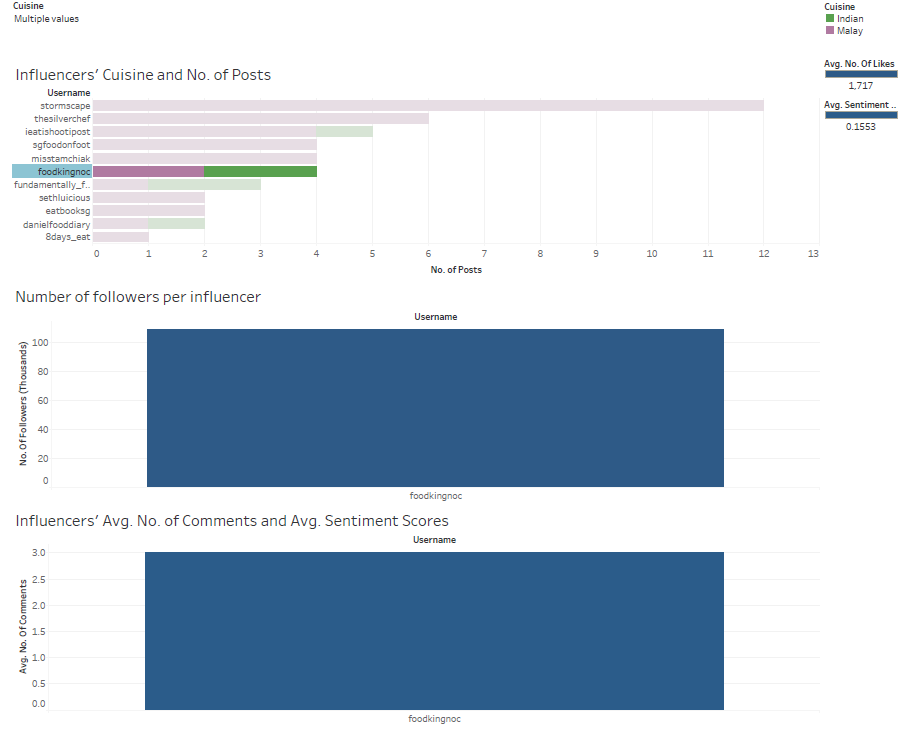 Cuisine
Multiple values
Cuisine
Indian
Malay
Avg. No. Of Likes
1,717
Avg. Sentiment ..
0.1553
Influencers' Cuisine and No. of Posts
Username
stormscape
thesilverchef
ieatishootipost
sgfoodonfoot
misstamchiak
foodkingnoc
fundamentally_f..
sethluicious
eatbooksg
danielfooddiary
8days_eat
0 1 2 3 4 5 6 7 8 9 10 11 12 13
No. of Posts
Number of followers per influencer
Username
No. Of Followers (Thousands)
100
80
60
40
20
0
foodkingnoc
Influencers' Avg. No. of Comments and Avg. Sentiment Scores
Username
Avg. No. Of Comments
3.0
2.5
2.0
1.5
1.0
0.5
0.0
foodkingnoc